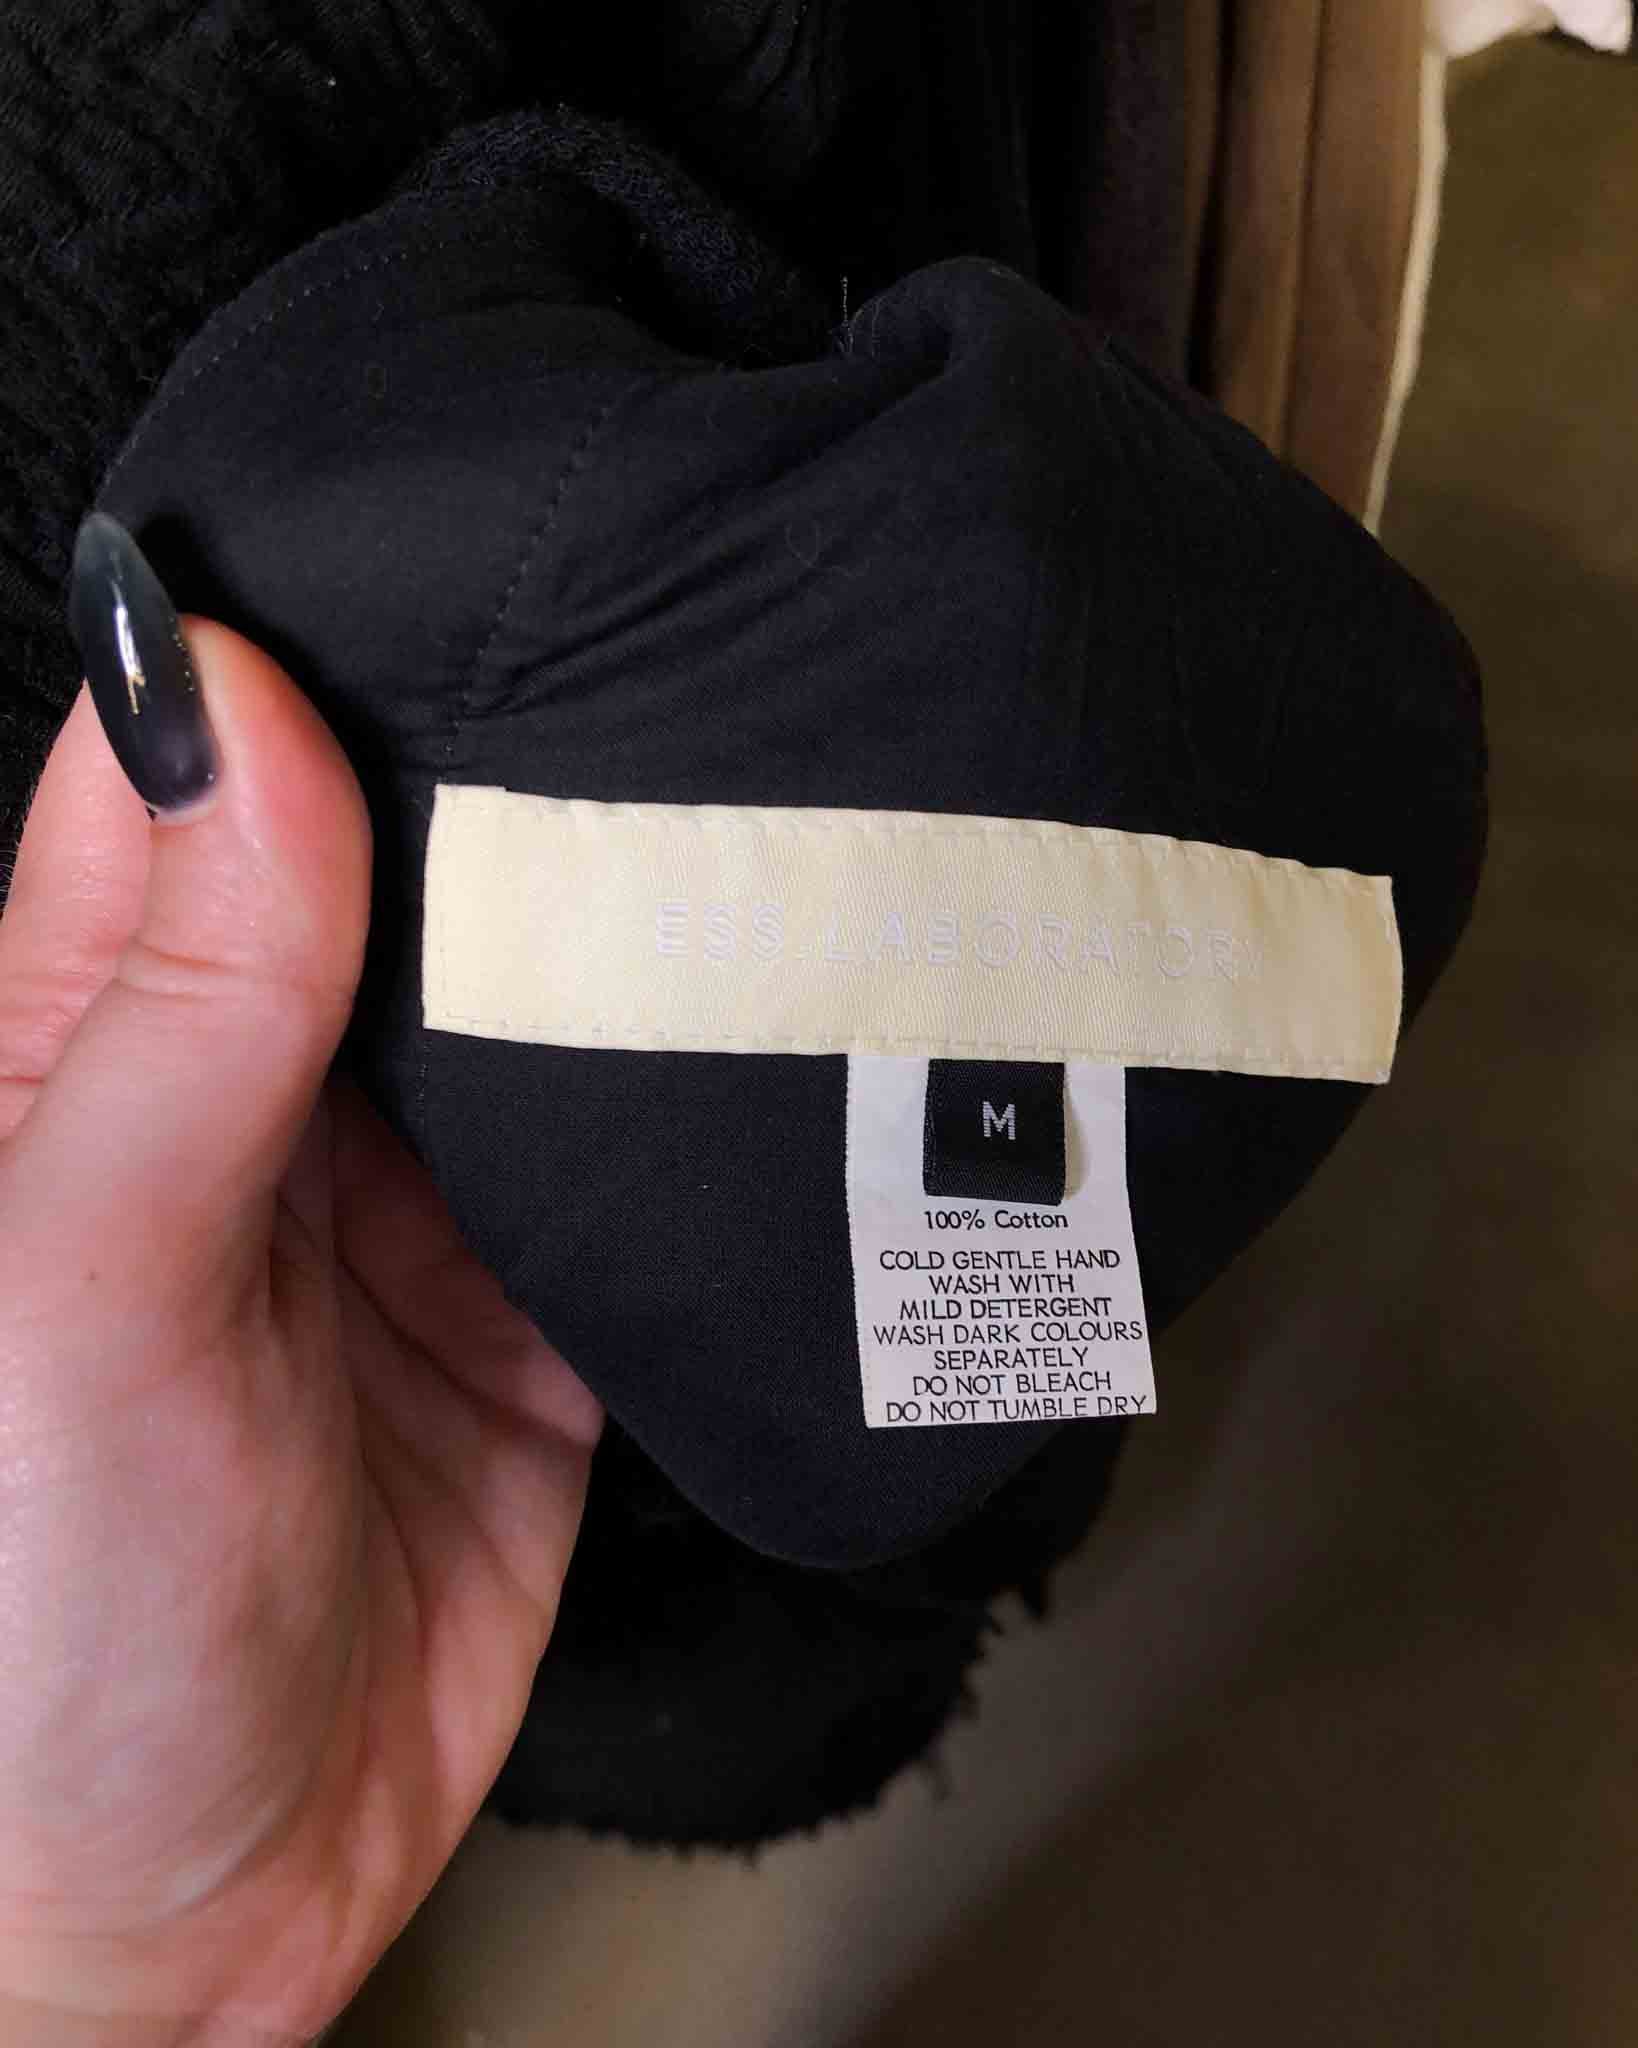 ESS.LABORATORY
M
100% Cotton
COLD GENTLE HAND
WASH WITH
MILD DETERGENT
WASH DARK COLOURS
SEPARATELY
DO NOT BLEACH
DO NOT TUMBLE DRY